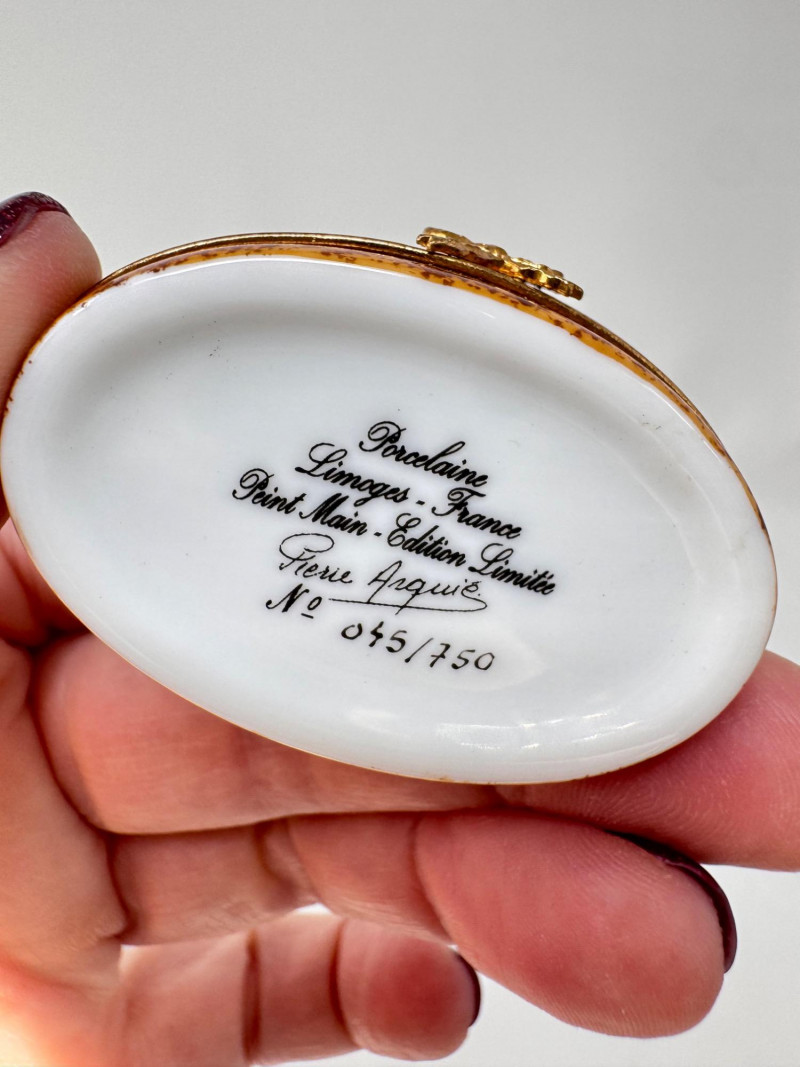 Porcelaine
Limoges - France
Peint Main - Edition Limitée
Pierre Arquié
Nº 045/750